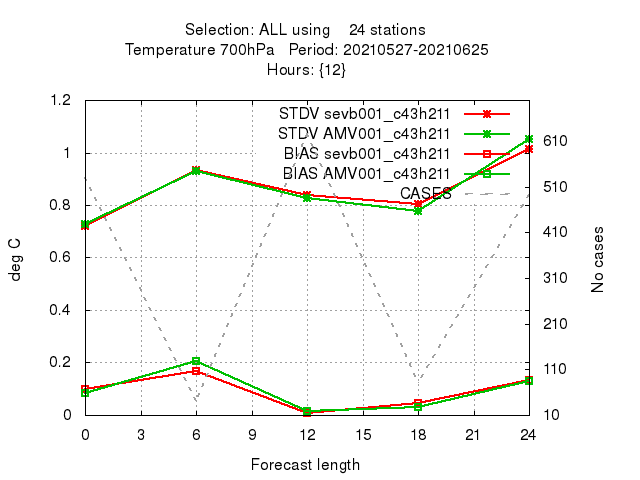 Selection: ALL using 24 stations
Temperature 700hPa Period: 20210527-20210625
Hours: {12}
STDV sevb001_c43h211
STDV AMV001_c43h211
BIAS sevb001_c43h211
BIAS AMV001_c43h211
CASES
1.2
1
0.8
0.6
0.4
0.2
0
deg C
610
510
410
310
210
110
10
No cases
0 3 6 9 12 15 18 21 24
Forecast length